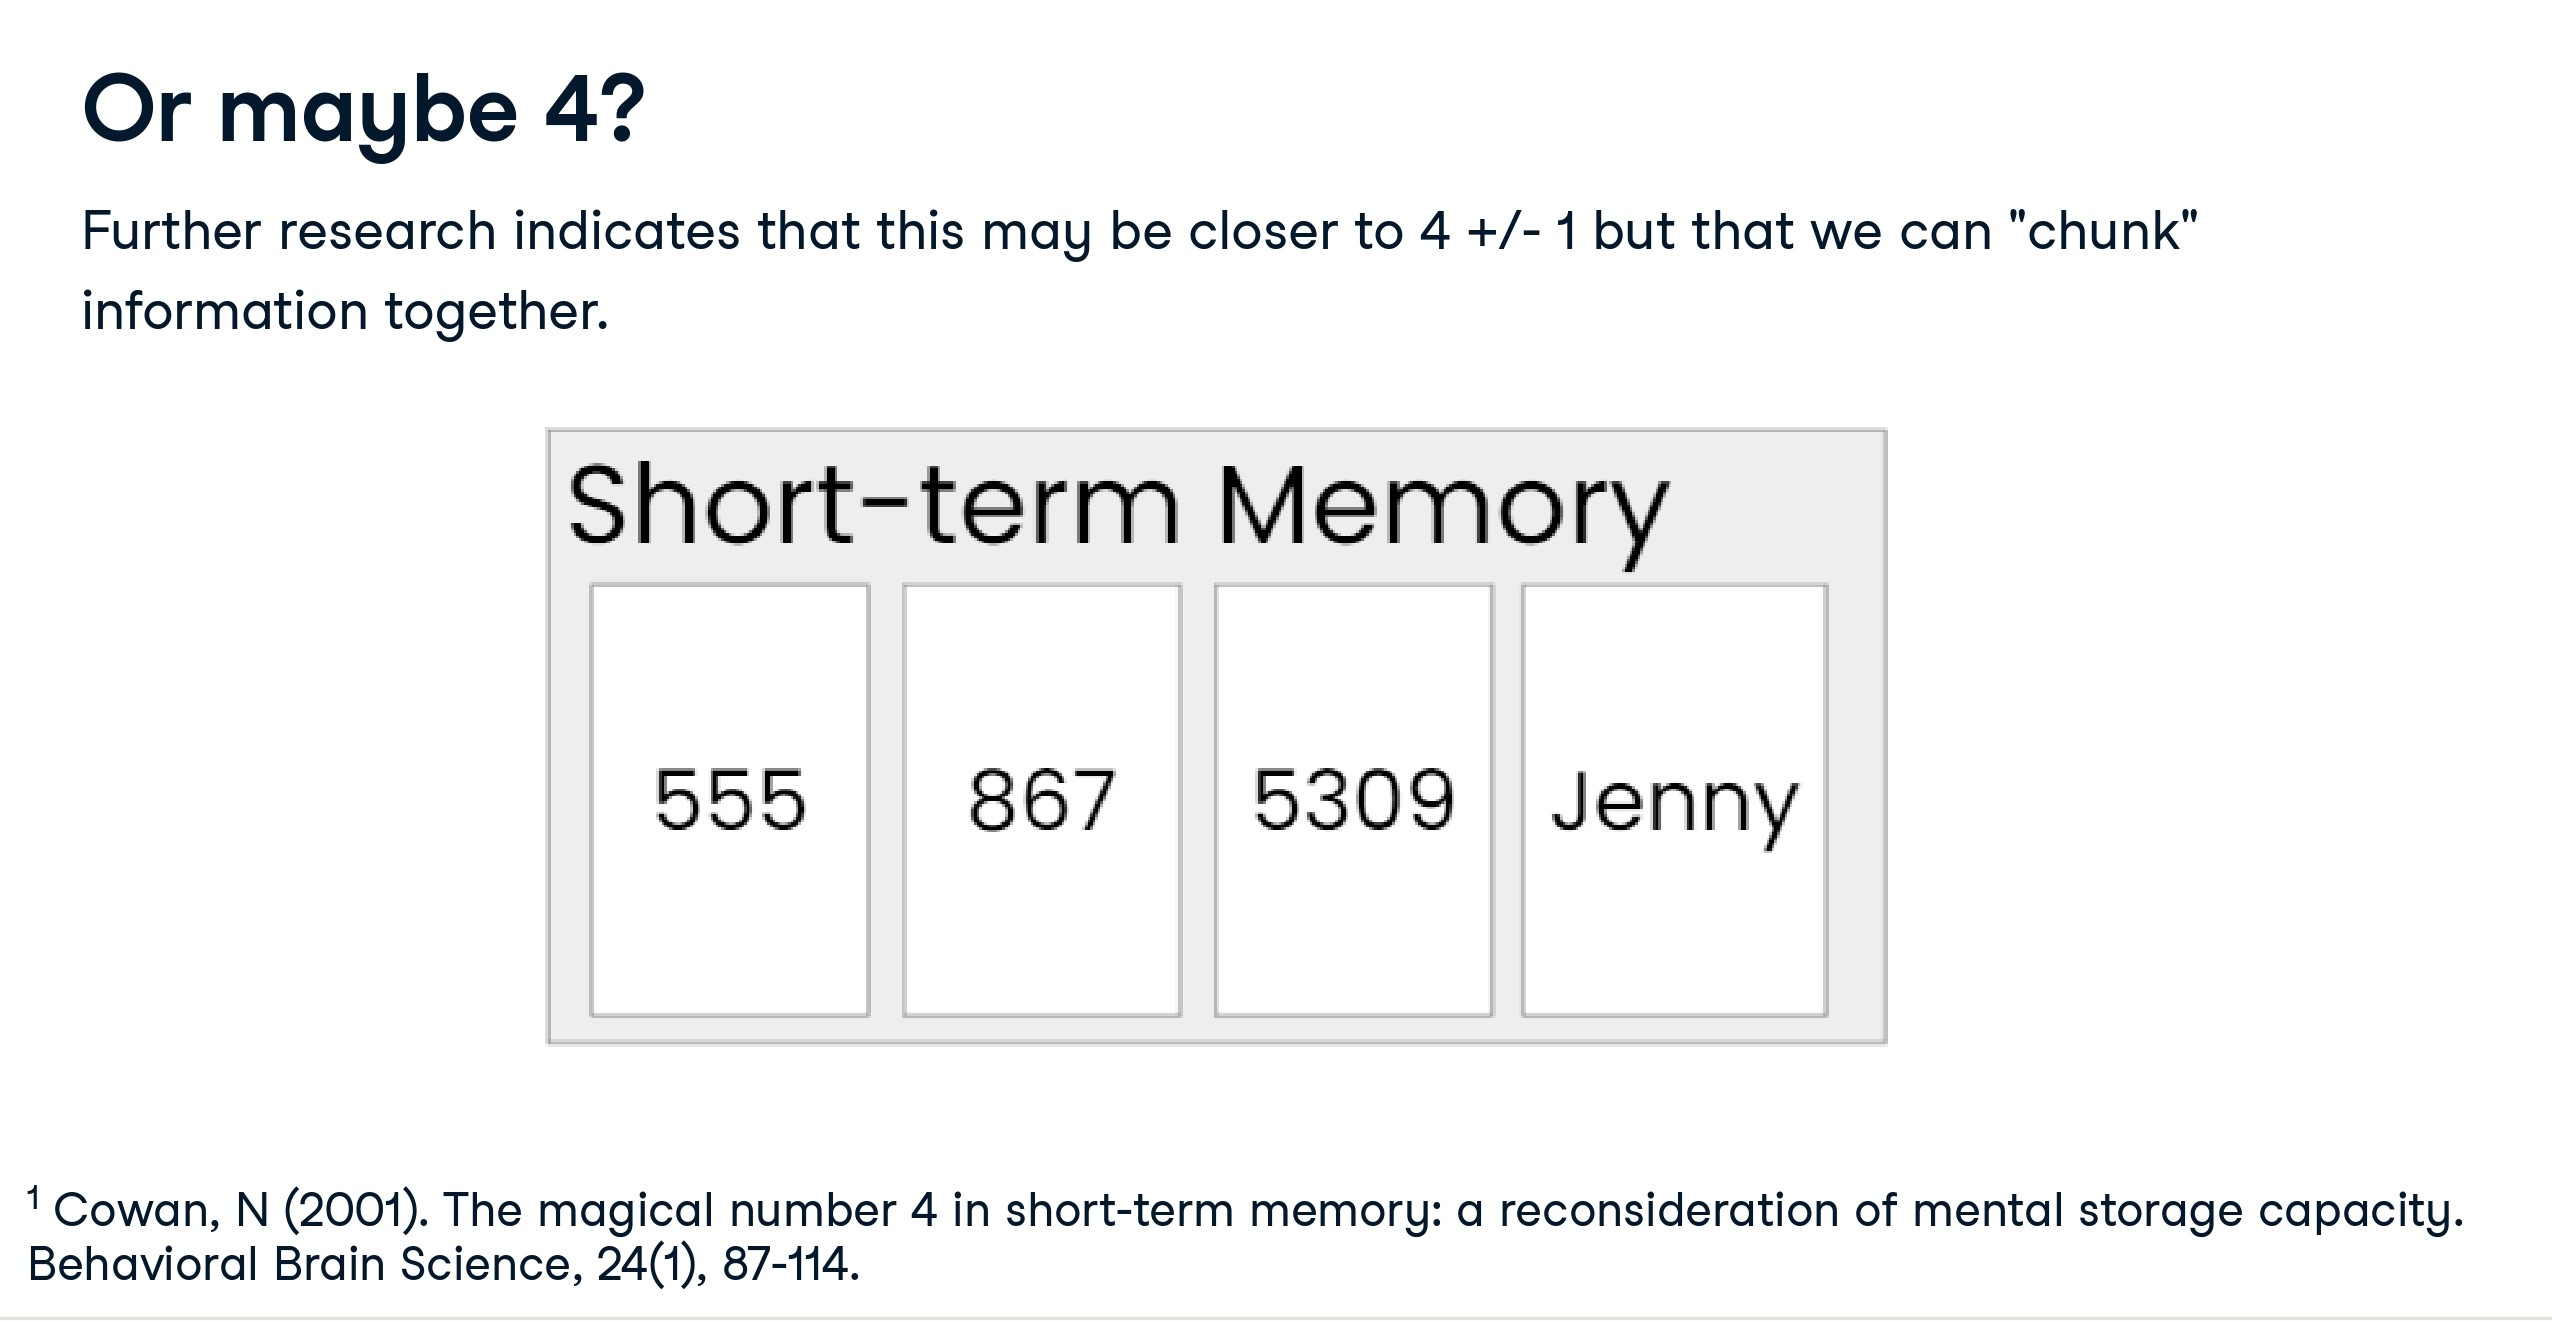 Or maybe 4?
Further research indicates that this may be closer to 4 +/- 1 but that we can "chunk"
information together.
Short-term Memory
555 867 5309 Jenny
1 Cowan, N (2001). The magical number 4 in short-term memory: a reconsideration of mental storage capacity.
Behavioral Brain Science, 24(1), 87-114.